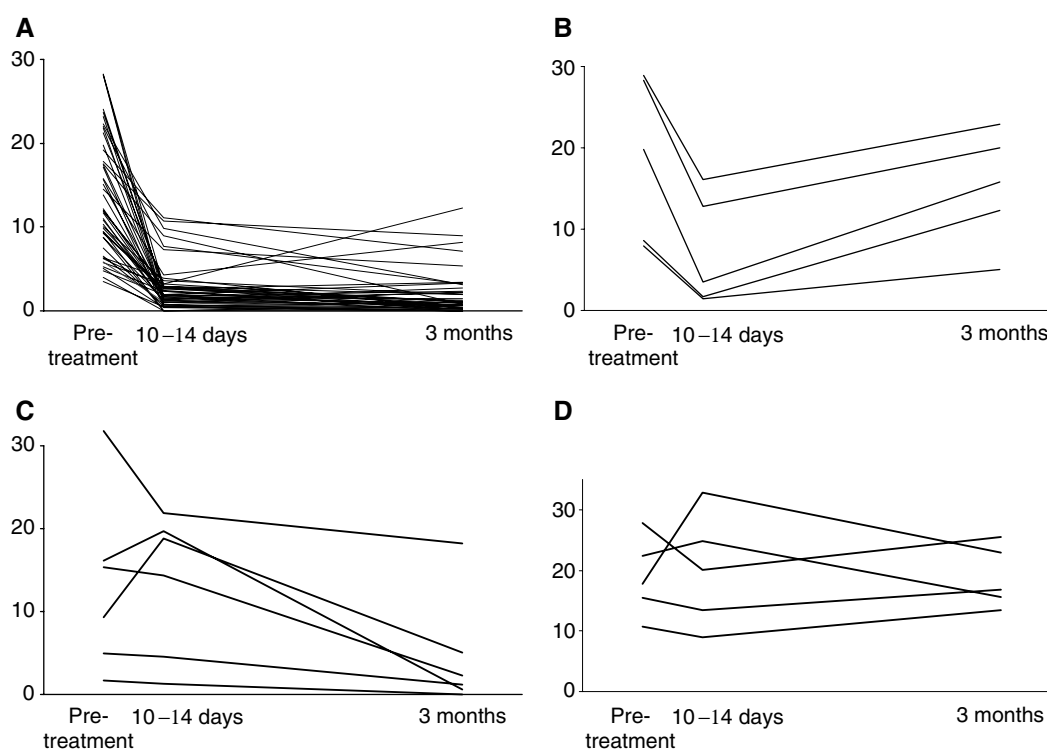 A
30
20
10
0
Pre-
treatment
10–14 days
3 months
B
30
20
10
0
Pre-
treatment
10–14 days
3 months
C
30
20
10
0
Pre-
treatment
10–14 days
3 months
D
30
20
10
0
Pre-
treatment
10–14 days
3 months